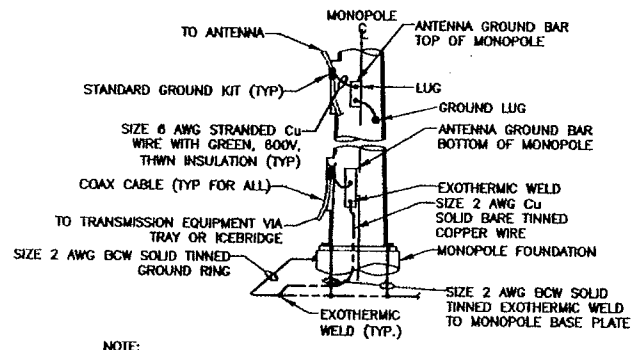 MONOPOLE
℄
TO ANTENNA
ANTENNA GROUND BAR
TOP OF MONOPOLE
STANDARD GROUND KIT (TYP)
LUG
GROUND LUG
SIZE 6 AWG STRANDED Cu
WIRE WITH GREEN, 600V,
THWN INSULATION (TYP)
ANTENNA GROUND BAR
BOTTOM OF MONOPOLE
COAX CABLE (TYP FOR ALL)
EXOTHERMIC WELD
SIZE 2 AWG Cu
SOLID BARE TINNED
COPPER WIRE
TO TRANSMISSION EQUIPMENT VIA
TRAY OR ICEBRIDGE
MONOPOLE FOUNDATION
SIZE 2 AWG BCW SOLID TINNED
GROUND RING
SIZE 2 AWG BCW SOLID
TINNED EXOTHERMIC WELD
TO MONOPOLE BASE PLATE
EXOTHERMIC
WELD (TYP.)
NOTE: